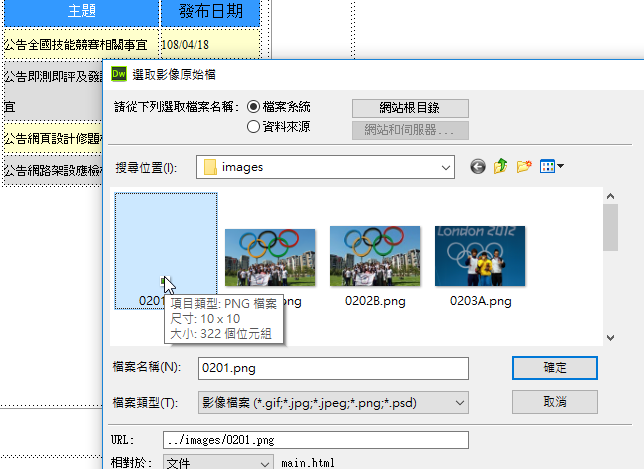 主題 發布日期
公告全國技能競賽相關事宜 108/04/18
公告即測即評及發
宜
公告網頁設計修題
公告網路架設應檢
Dw 選取影像原始檔
請從下列選取檔案名稱: 檔案系統 網站根目錄
資料來源 網站和伺服器...
搜尋位置(I): images
0201 .png 0202B.png 0203A.png
LONDON 2012
項目類型: PNG 檔案
尺寸: 10 x 10
大小: 322 個位元組
檔案名稱(N): 0201.png 確定
檔案類型(T): 影像檔案 (*.gif;*.jpg;*.jpeg;*.png;*.psd) 取消
URL: ../images/0201.png
相對於: 文件 main.html